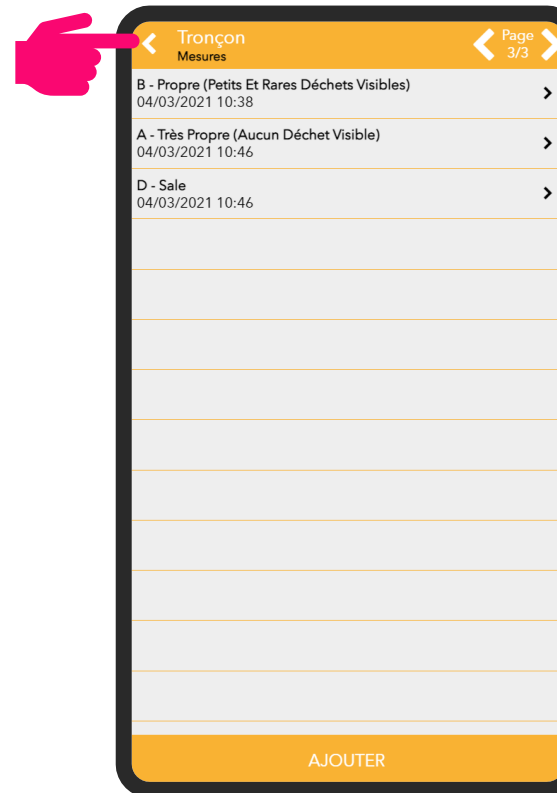 Tronçon
Mesures
Page
3/3
B - Propre (Petits Et Rares Déchets Visibles)
04/03/2021 10:38
A - Très Propre (Aucun Déchet Visible)
04/03/2021 10:46
D - Sale
04/03/2021 10:46
AJOUTER